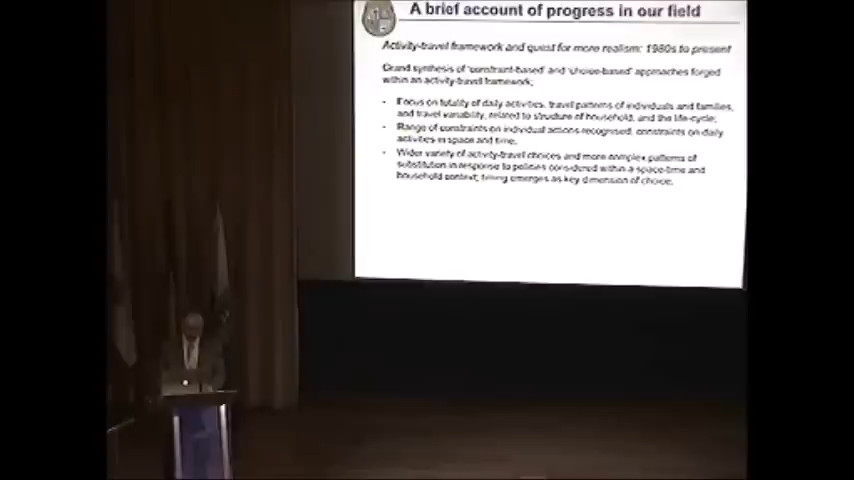 A brief account of progress in our field
Activity-travel framework and quest for more realism: 1980s to present
Grand synthesis of 'constraint-based' and 'choice-based' approaches forged
within an activity-travel framework;
- Focus on totality of daily activities, travel patterns of individuals and families,
and travel variability, related to structure of household, and the life-cycle;
- Range of constraints on individual actions recognised, constraints on daily
activities in space and time;
- Wider variety of activity-travel choices and more complex patterns of
substitution in response to policies considered within a space-time and
household context; timing emerges as key dimension of choice.